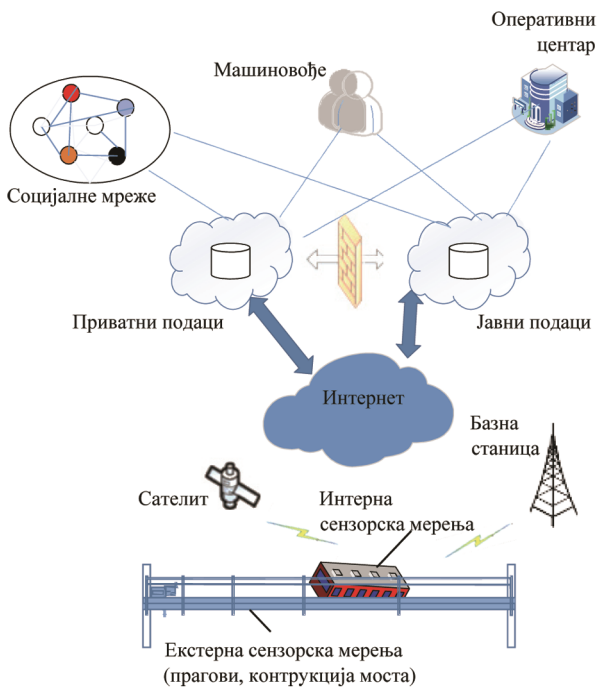 Оперативни
центар
Машиновође
Социјалне мреже
Приватни подаци
Јавни подаци
Интернет
Базна
станица
Сателит
Интерна
сензорска мерења
Екстерна сензорска мерења
(прагови, контрукција моста)